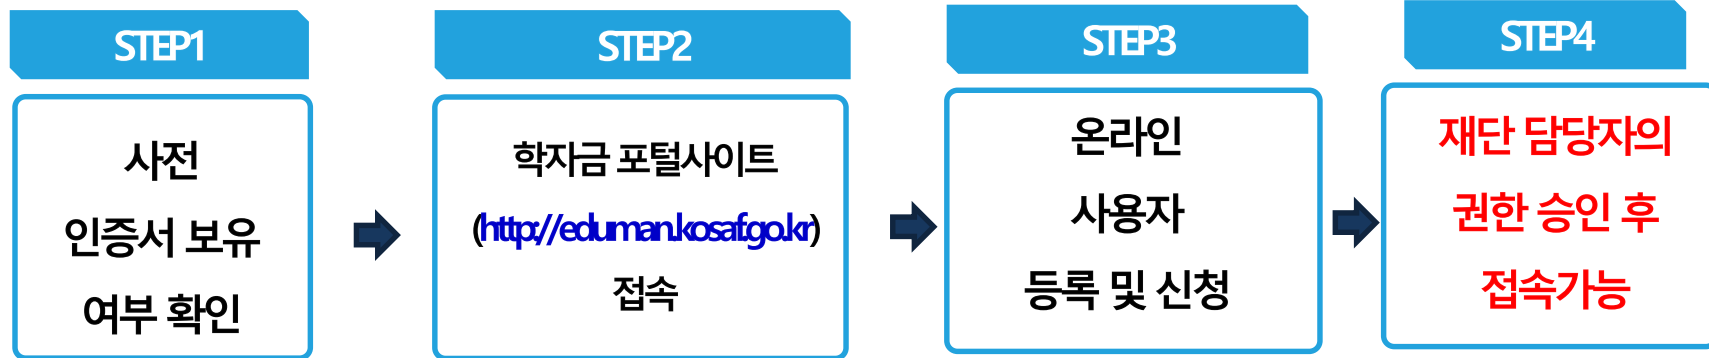 STEP1
사전
인증서 보유
여부 확인
STEP2
학자금 포털사이트
(http://eduman.kosaf.go.kr)
접속
STEP3
온라인
사용자
등록 및 신청
STEP4
재단 담당자의
권한 승인 후
접속가능